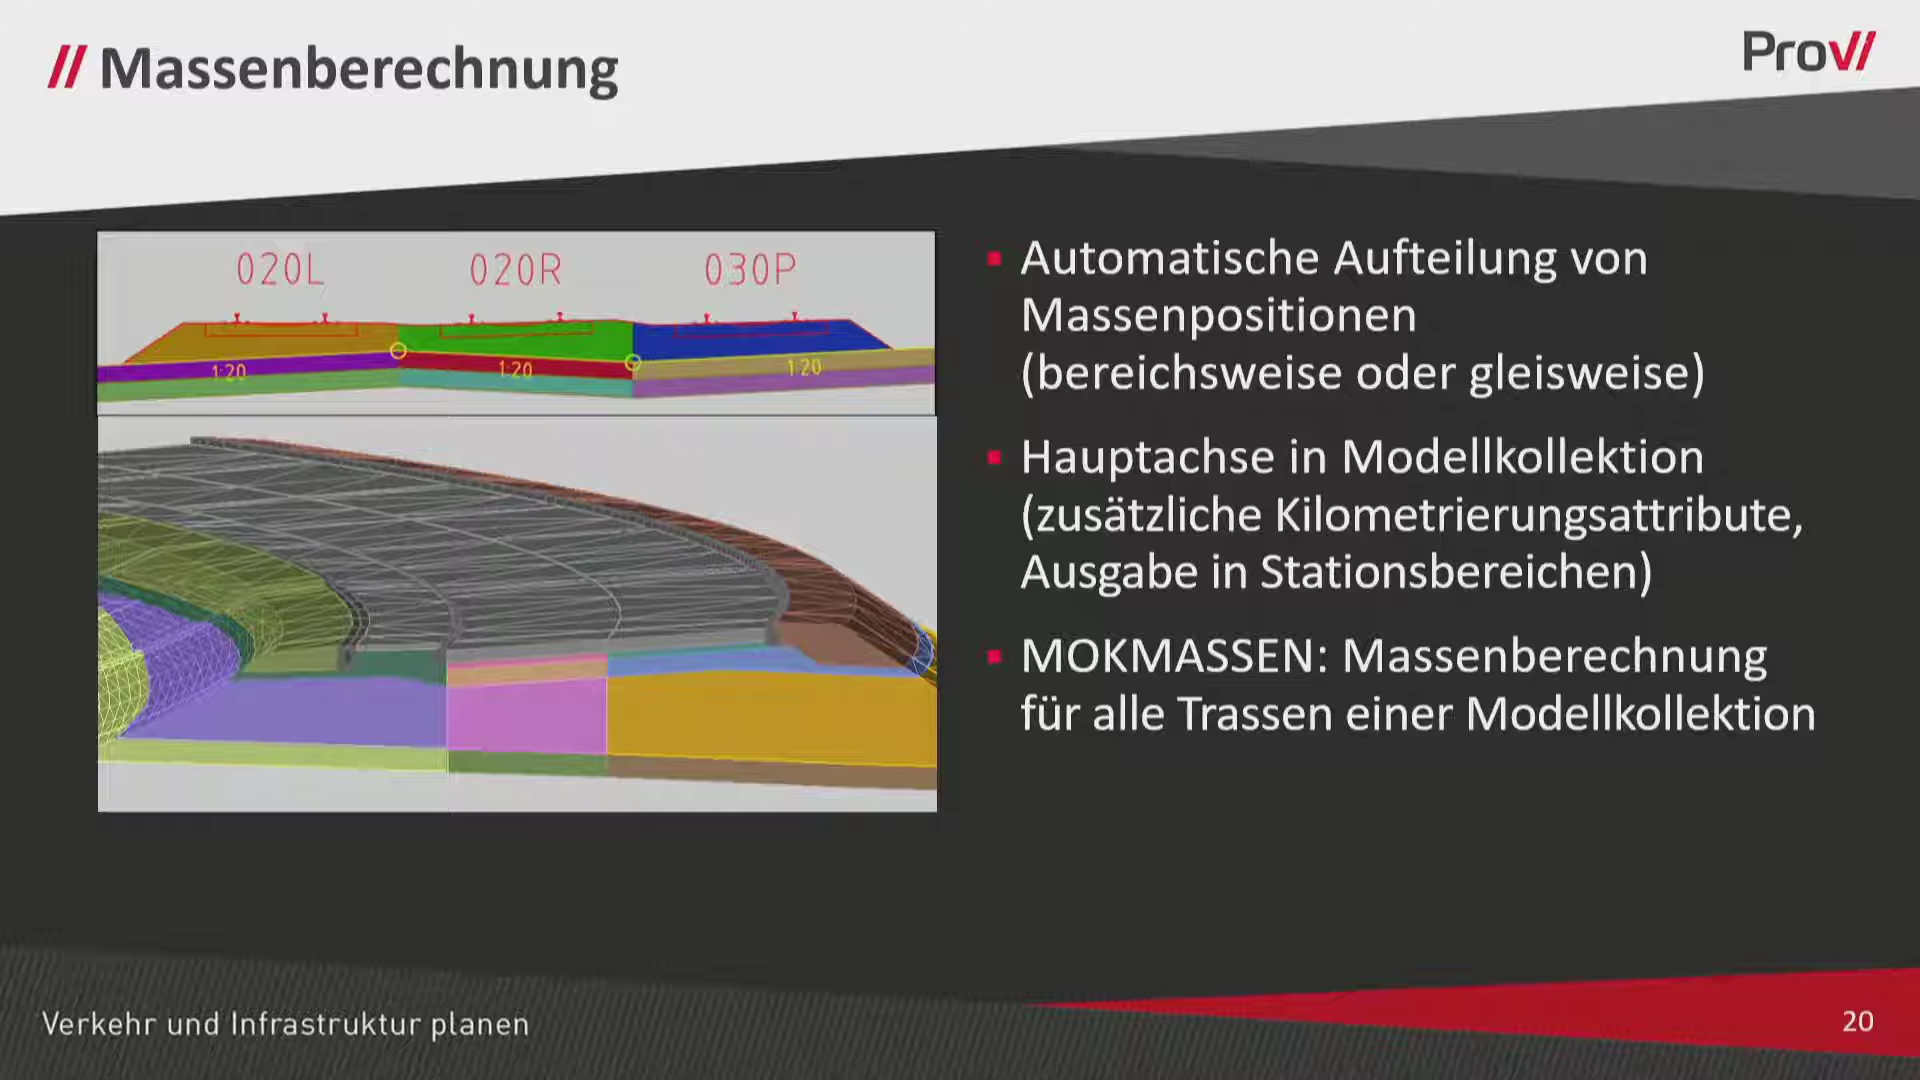 // Massenberechnung
ProVI
020L 020R 030P
1:20 1:20 1:20
▪ Automatische Aufteilung von
Massenpositionen
(bereichsweise oder gleisweise)
▪ Hauptachse in Modellkollektion
(zusätzliche Kilometrierungsattribute,
Ausgabe in Stationsbereichen)
▪ MOKMASSEN: Massenberechnung
für alle Trassen einer Modellkollektion
Verkehr und Infrastruktur planen
20